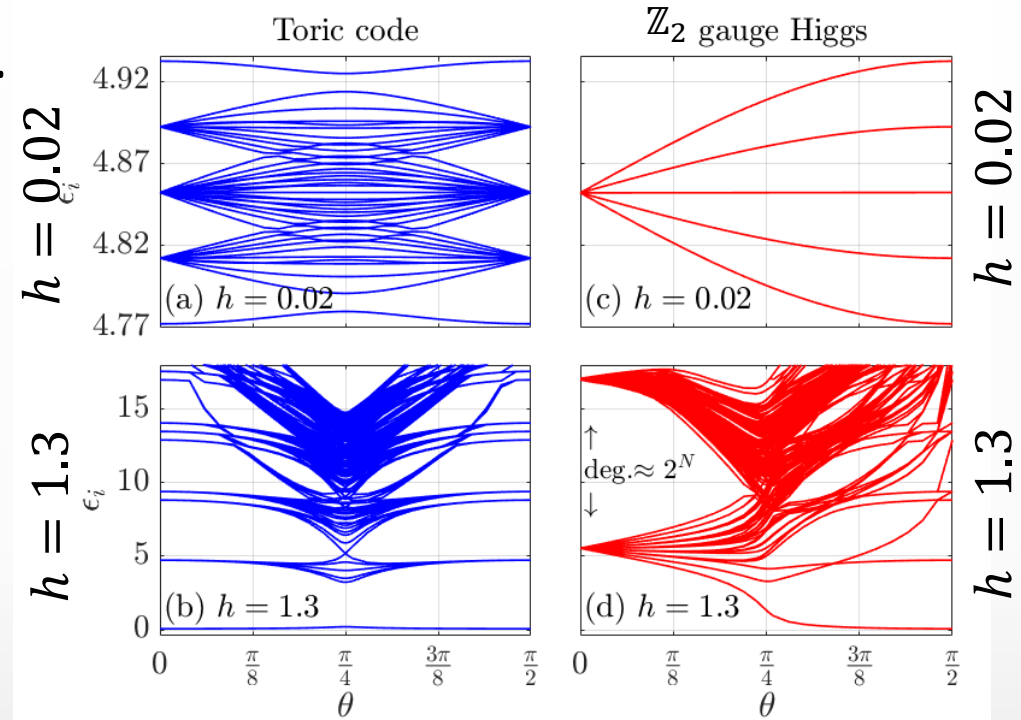 Toric code
ℤ₂ gauge Higgs
h = 0.02
ϵᵢ
4.92
4.87
4.82
4.77
(a) h = 0.02
(c) h = 0.02
h = 0.02
h = 1.3
ϵᵢ
15
10
5
0
(b) h = 1.3
↑
deg.≈ 2ᴺ
↓
(d) h = 1.3
h = 1.3
0 π/8 π/4 3π/8 π/2
0 π/8 π/4 3π/8 π/2
θ
θ